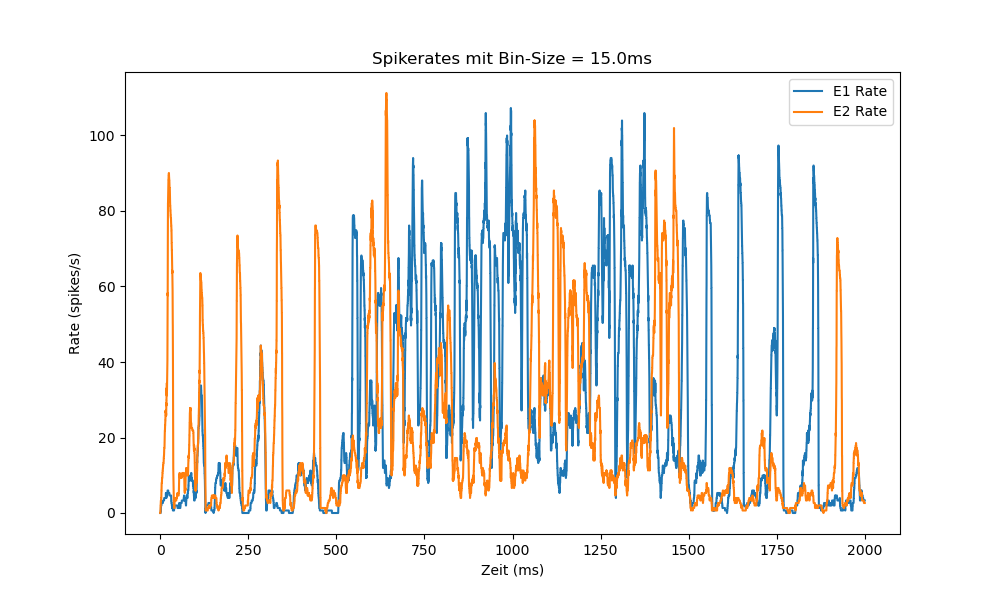 Spikerates mit Bin-Size = 15.0ms
E1 Rate
E2 Rate
Rate (spikes/s)
100
80
60
40
20
0
0 250 500 750 1000 1250 1500 1750 2000
Zeit (ms)